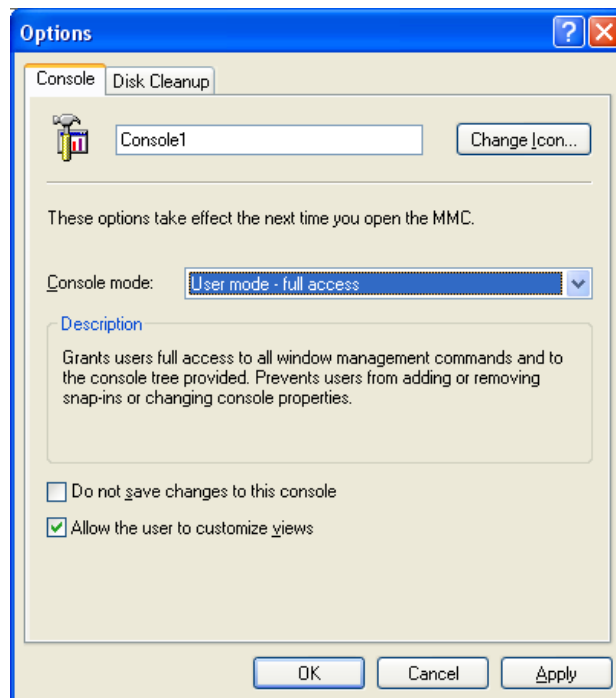 Options
Console
Disk Cleanup
Console1
Change Icon...
These options take effect the next time you open the MMC.
Console mode:
User mode - full access
Description
Grants users full access to all window management commands and to
the console tree provided. Prevents users from adding or removing
snap-ins or changing console properties.
Do not save changes to this console
Allow the user to customize views
OK
Cancel
Apply